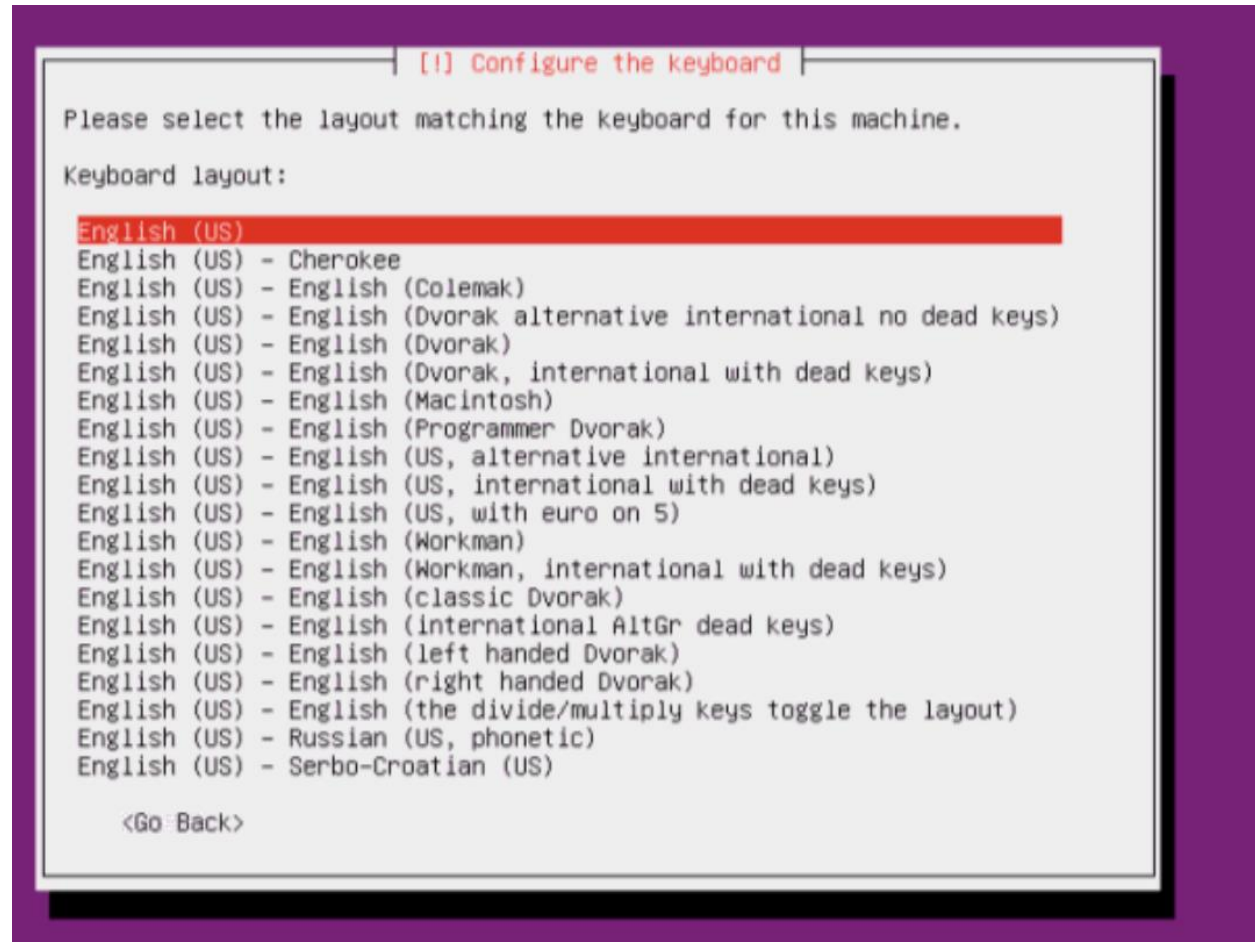 [!] Configure the keyboard
Please select the layout matching the keyboard for this machine.
Keyboard layout:
English (US)
English (US) - Cherokee
English (US) - English (Colemak)
English (US) - English (Dvorak alternative international no dead keys)
English (US) - English (Dvorak)
English (US) - English (Dvorak, international with dead keys)
English (US) - English (Macintosh)
English (US) - English (Programmer Dvorak)
English (US) - English (US, alternative international)
English (US) - English (US, international with dead keys)
English (US) - English (US, with euro on 5)
English (US) - English (Workman)
English (US) - English (Workman, international with dead keys)
English (US) - English (classic Dvorak)
English (US) - English (international AltGr dead keys)
English (US) - English (left handed Dvorak)
English (US) - English (right handed Dvorak)
English (US) - English (the divide/multiply keys toggle the layout)
English (US) - Russian (US, phonetic)
English (US) - Serbo-Croatian (US)
<Go Back>